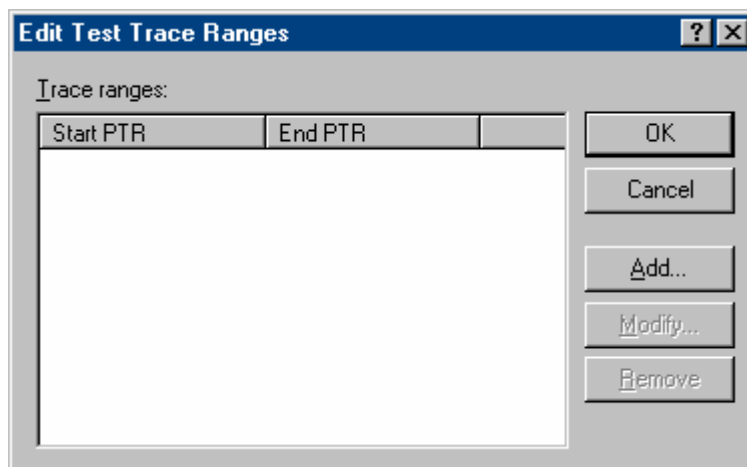 Edit Test Trace Ranges
Trace ranges:
Start PTR End PTR
OK
Cancel
Add...
Modify...
Remove